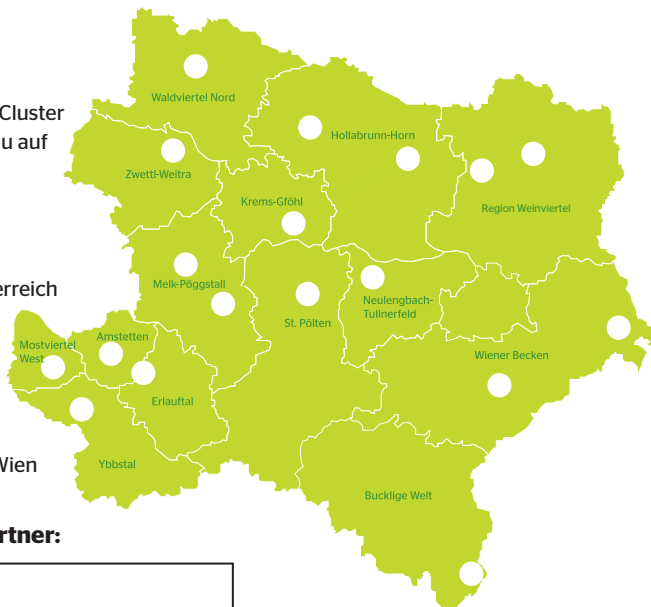 Cluster
u auf
erreich
Wien
rtner:
Waldviertel Nord
Hollabrunn-Horn
Zwettl-Weitra
Krems-Gföhl
Region Weinviertel
Melk-Pöggstall
St. Pölten
Neulengbach-
Tullnerfeld
Mostviertel
West
Amstetten
Wiener Becken
Erlauftal
Ybbstal
Bucklige Welt